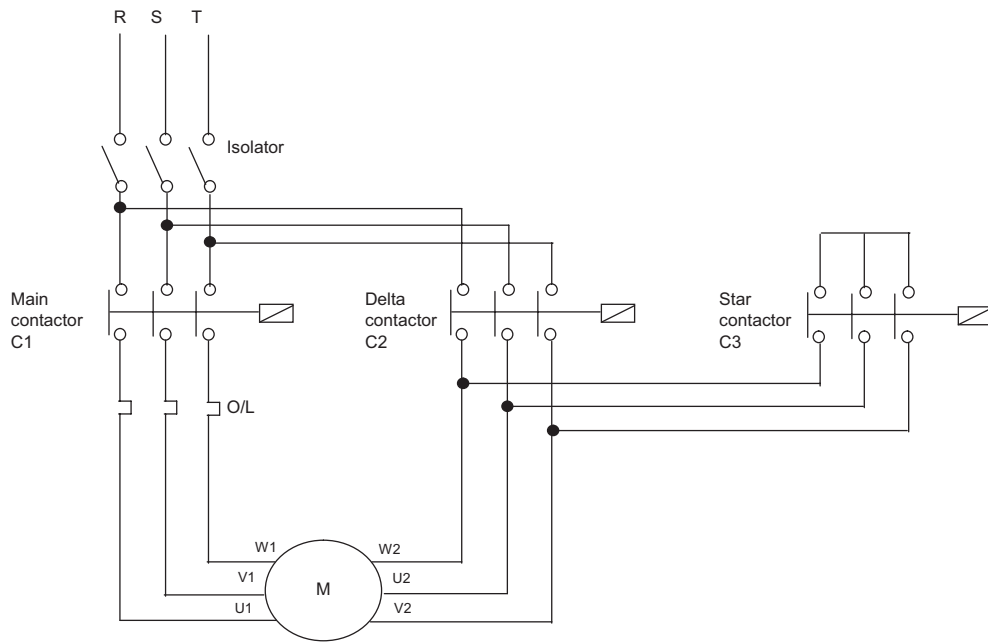 R S T
Isolator
Main
contactor
C1
Delta
contactor
C2
Star
contactor
C3
O/L
W1
W2
V1
U2
M
U1
V2